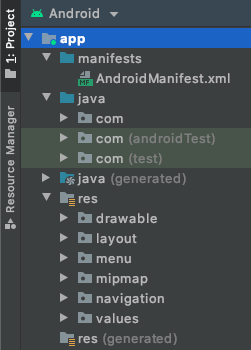 Android
1: Project
Resource Manager
app
manifests
AndroidManifest.xml
java
com
com (androidTest)
com (test)
java (generated)
res
drawable
layout
menu
mipmap
navigation
values
res (generated)